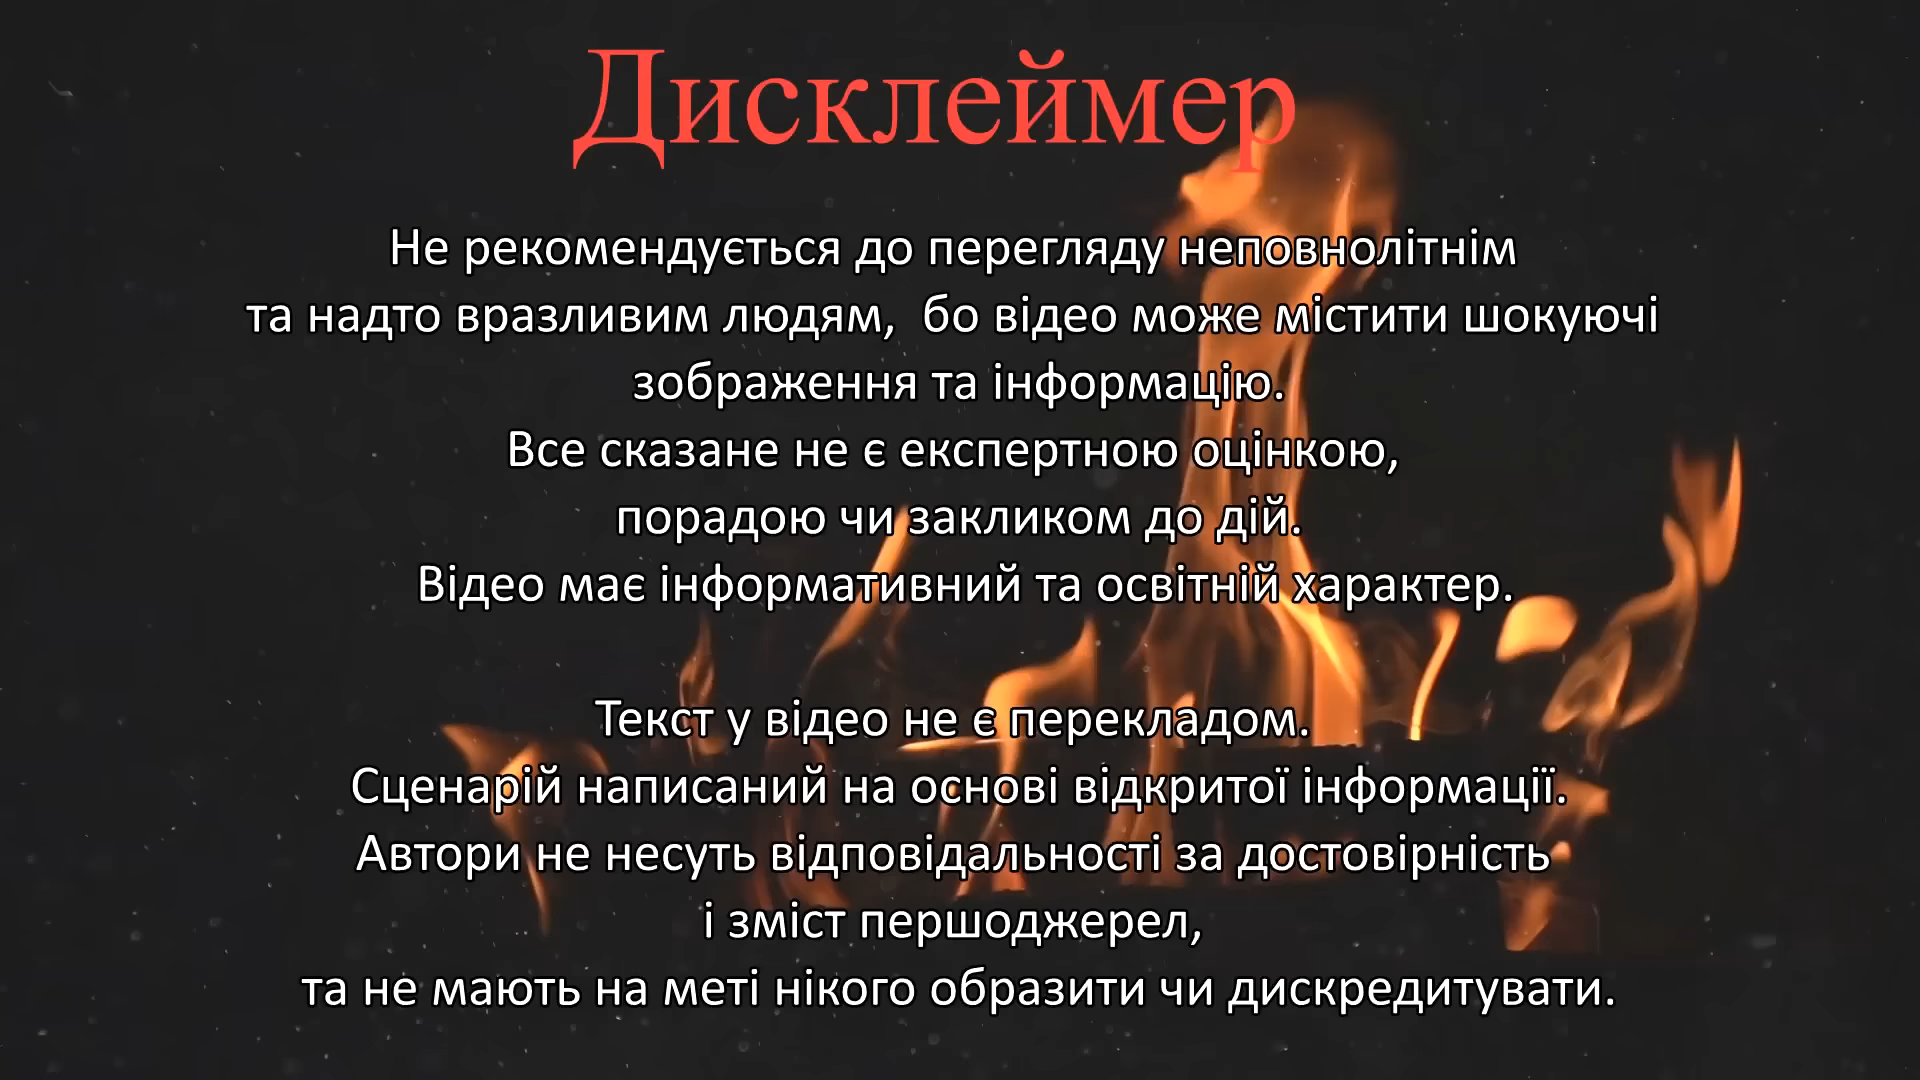 Дисклеймер
Не рекомендується до перегляду неповнолітнім
та надто вразливим людям, бо відео може містити шокуючі
зображення та інформацію.
Все сказане не є експертною оцінкою,
порадою чи закликом до дій.
Відео має інформативний та освітній характер.
Текст у відео не є перекладом.
Сценарій написаний на основі відкритої інформації.
Автори не несуть відповідальності за достовірність
і зміст першоджерел,
та не мають на меті нікого образити чи дискредитувати.